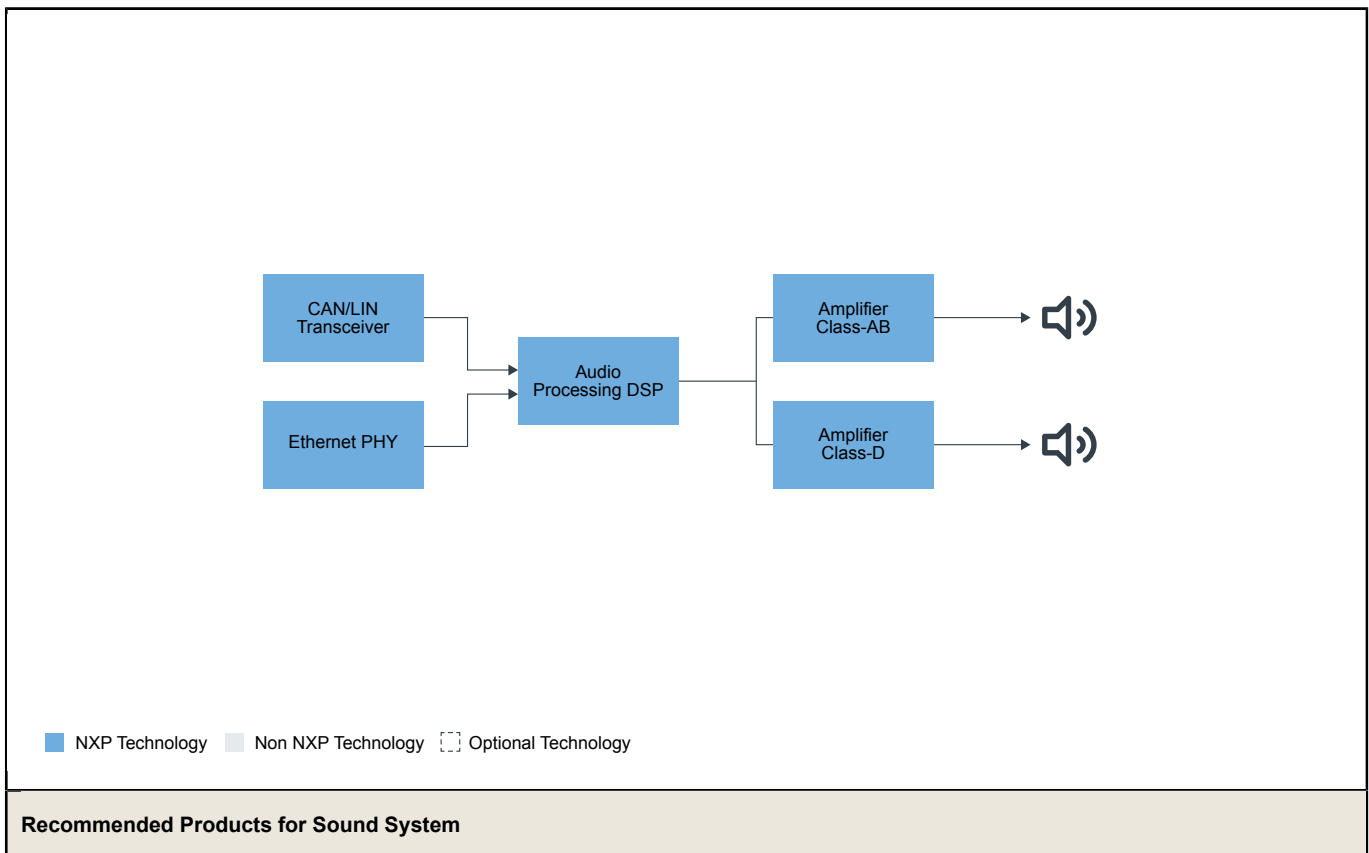 CAN/LIN
Transceiver
Ethernet PHY
Audio
Processing DSP
Amplifier
Class-AB
Amplifier
Class-D
NXP Technology Non NXP Technology Optional Technology
Recommended Products for Sound System